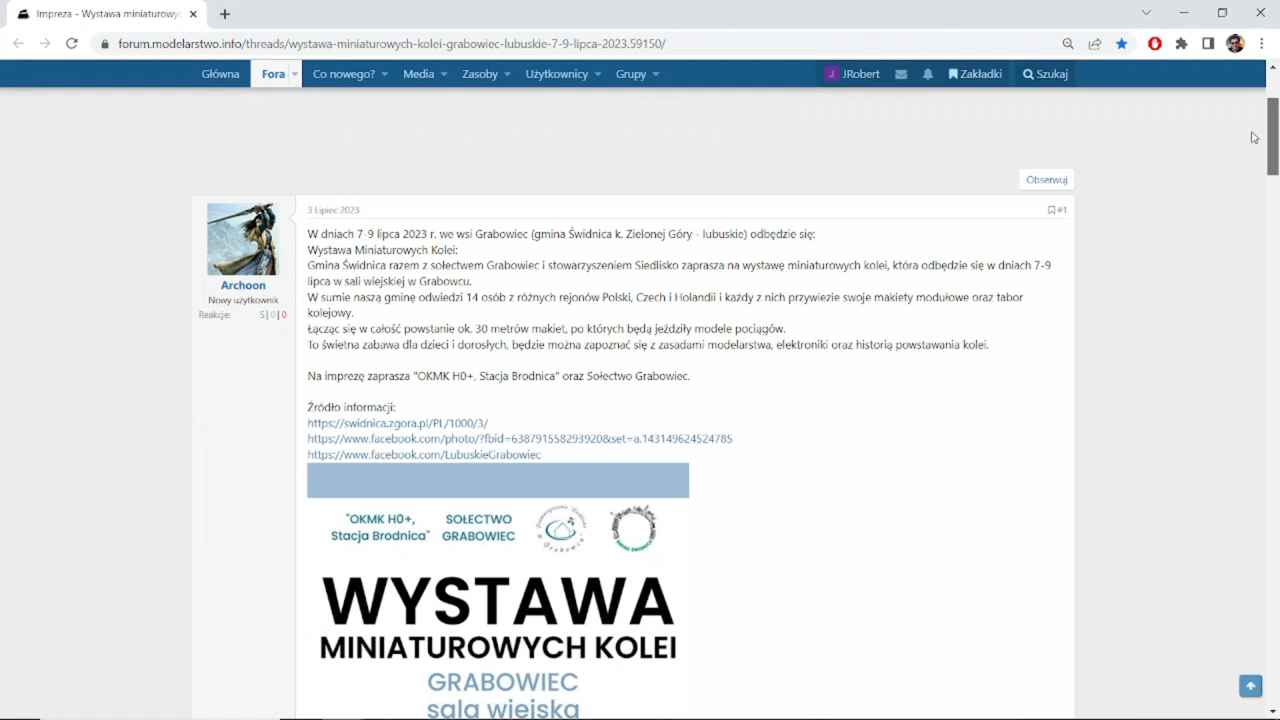 Impreza - Wystawa miniaturowyc
forum.modelarstwo.info/threads/wystawa-miniaturowych-kolei-grabowiec-lubuskie-7-9-lipca-2023.59150/
Główna Fora Co nowego? Media Zasoby Użytkownicy Grupy J JRobert Zakładki Szukaj
Obserwuj
3 Lipiec 2023 #1
W dniach 7-9 lipca 2023 r. we wsi Grabowiec (gmina Świdnica k. Zielonej Góry - lubuskie) odbędzie się:
Wystawa Miniaturowych Kolei:
Gmina Świdnica razem z sołectwem Grabowiec i stowarzyszeniem Siedlisko zaprasza na wystawę miniaturowych kolei, która odbędzie się w dniach 7-9
lipca w sali wiejskiej w Grabowcu.
W sumie naszą gminę odwiedzi 14 osób z różnych rejonów Polski, Czech i Holandii i każdy z nich przywiezie swoje makiety modułowe oraz tabor
kolejowy.
Łącząc się w całość powstanie ok. 30 metrów makiet, po których będą jeździły modele pociągów.
To świetna zabawa dla dzieci i dorosłych, będzie można zapoznać się z zasadami modelarstwa, elektroniki oraz historią powstawania kolei.
Na imprezę zaprasza "OKMK H0+, Stacja Brodnica" oraz Sołectwo Grabowiec.
Źródło informacji:
https://swidnica.zgora.pl/PL/1000/3/
https://www.facebook.com/photo/?fbid=638791558293920&set=a.143149624524785
https://www.facebook.com/LubuskieGrabowiec
Archoon
Nowy użytkownik
Reakcje: 5|0|0
"OKMK H0+, SOŁECTWO
Stacja Brodnica" GRABOWIEC
WYSTAWA
MINIATUROWYCH KOLEI
GRABOWIEC
sala wiejska